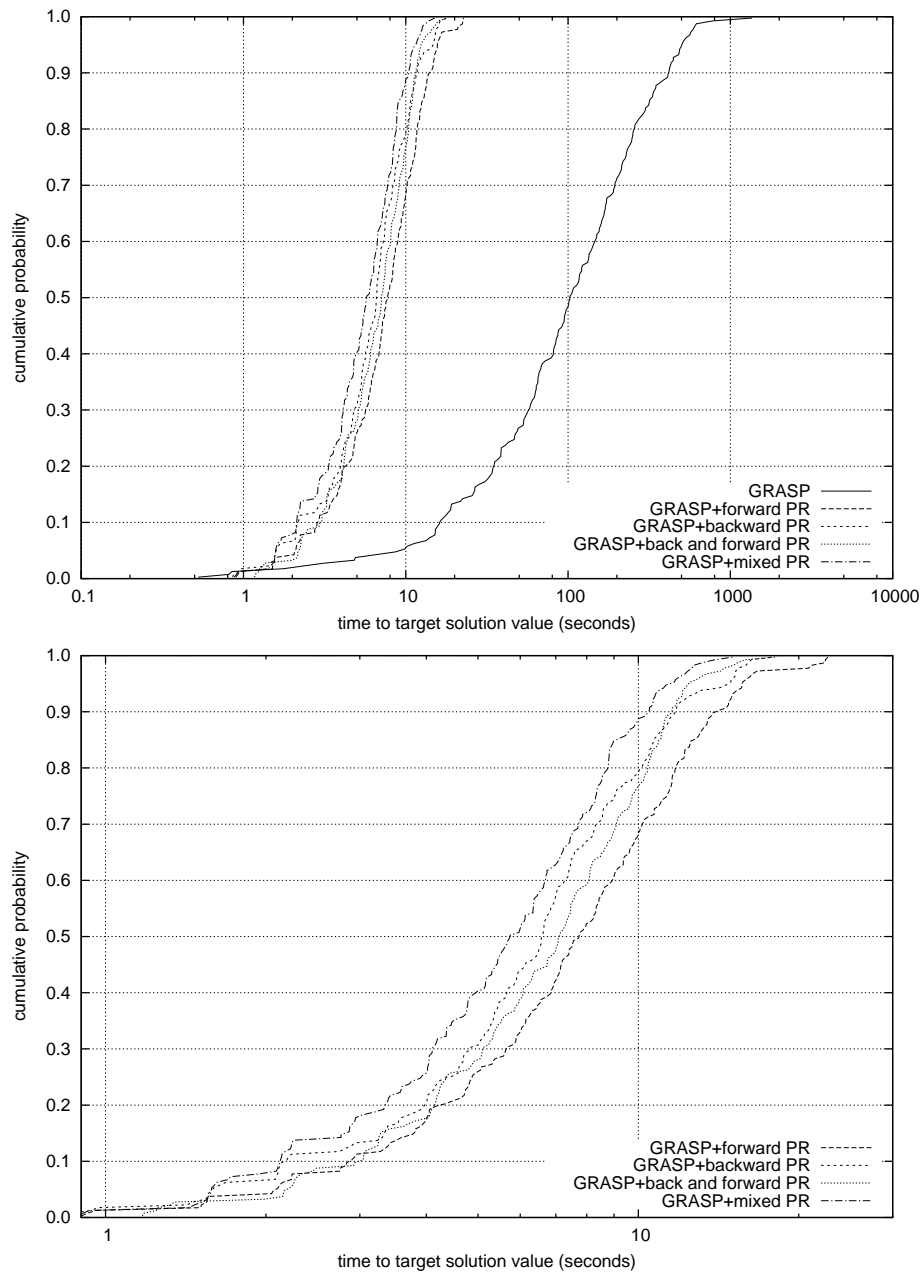 1.0
0.9
0.8
0.7
0.6
0.5
0.4
0.3
0.2
0.1
0.0
cumulative probability
GRASP
GRASP+forward PR
GRASP+backward PR
GRASP+back and forward PR
GRASP+mixed PR
0.1 1 10 100 1000 10000
time to target solution value (seconds)
1.0
0.9
0.8
0.7
0.6
0.5
0.4
0.3
0.2
0.1
0.0
cumulative probability
GRASP+forward PR
GRASP+backward PR
GRASP+back and forward PR
GRASP+mixed PR
1 10
time to target solution value (seconds)